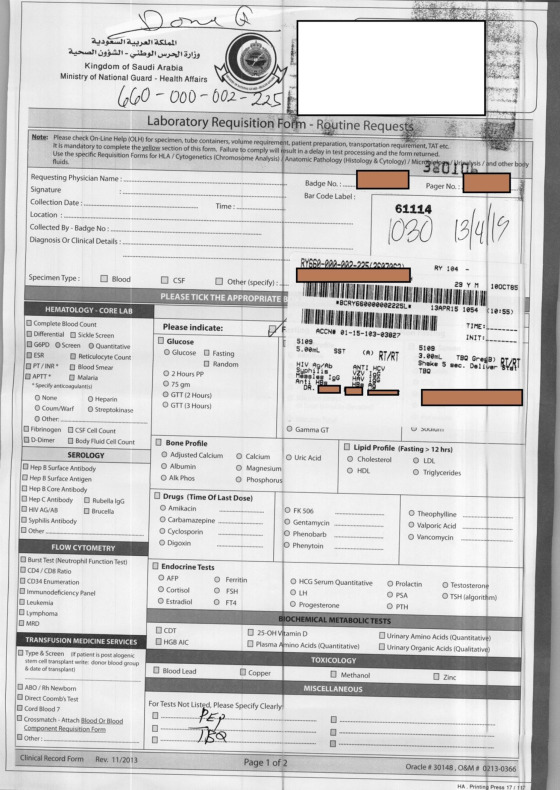 Done
المملكة العربية السعودية
وزارة الحرس الوطني - الشؤون الصحية
Kingdom of Saudi Arabia
Ministry of National Guard - Health Affairs
660-000-002-225
Laboratory Requisition Form - Routine Requests
Note: Please check On-Line Help (OLH) for specimen, tube containers, volume requirement, patient preparation, transportation requirement, TAT etc.
It is mandatory to complete the yellow section of this form. Failure to comply will result in a delay in test processing and the form returned.
Use the specific Requisition Forms for HLA / Cytogenetics (Chromosome Analysis) / Anatomic Pathology (Histology & Cytology) / Microbiology / Urinalysis / and other body fluids.
Requesting Physician Name :
Badge No. :
Pager No. :
Signature :
Bar Code Label :
Collection Date :
Time :
Location :
61114
1030 13/4/15
Collected By - Badge No :
Diagnosis Or Clinical Details :
RY 104 -
29 Y M 10OCT85
Specimen Type : Blood CSF Other (specify) :
*BCRY660000002225L* 13APR15 1054 (10:55)
PLEASE TICK THE APPROPRIATE B
TIME:
ACCN# 01-15-103-03827 INIT:
5109 5109
5.00mL SST (A) RT/RT 3.00mL TBQ RT/RT
Shake 5 sec. Deliver Stat
TBQ
HIV Ag/Ab ANTI HCV
Syphilis VZV IgG
Measles IgG HAV IgG
DR.
HEMATOLOGY - CORE LAB
Complete Blood Count
Differential Sickle Screen
G6PD Screen Quantitative
ESR Reticulocyte Count
PT / INR * Blood Smear
APTT * Malaria
* Specify anticoagulant(s)
None Heparin
Coum/Warf Streptokinase
Other:
Fibrinogen CSF Cell Count
D-Dimer Body Fluid Cell Count
Please indicate:
Glucose
Glucose Fasting
Random
2 Hours PP
75 gm
GTT (2 Hours)
GTT (3 Hours)
Gamma GT Sodium
SEROLOGY
Hep B Surface Antibody
Hep B Surface Antigen
Hep B Core Antibody
Hep C Antibody Rubella IgG
HIV AG/AB Brucella
Syphilis Antibody
Other
Bone Profile
Adjusted Calcium Calcium Uric Acid
Albumin Magnesium
Alk Phos Phosphorus
Lipid Profile (Fasting > 12 hrs)
Cholesterol LDL
HDL Triglycerides
Drugs (Time Of Last Dose)
Amikacin
Carbamazepine
Cyclosporin
Digoxin
FK 506
Gentamycin
Phenobarb
Phenytoin
Theophylline
Valporic Acid
Vancomycin
FLOW CYTOMETRY
Burst Test (Neutrophil Function Test)
CD4 / CD8 Ratio
CD34 Enumeration
Immunodeficiency Panel
Leukemia
Lymphoma
MRD
Endocrine Tests
AFP Ferritin HCG Serum Quantitative Prolactin Testosterone
Cortisol FSH LH PSA TSH (algorithm)
Estradiol FT4 Progesterone PTH
BIOCHEMICAL METABOLIC TESTS
CDT 25-OH Vitamin D Urinary Amino Acids (Quantitative)
HGB AIC Plasma Amino Acids (Quantitative) Urinary Organic Acids (Qualitative)
TRANSFUSION MEDICINE SERVICES
Type & Screen (If patient is post alogenic stem cell transplant write: donor blood group & date of transplant)
ABO / Rh Newborn
Direct Coomb's Test
Cord Blood 7
Crossmatch - Attach Blood Or Blood Component Requisition Form
Other :
TOXICOLOGY
Blood Lead Copper Methanol Zinc
MISCELLANEOUS
For Tests Not Listed, Please Specify Clearly
PEP
TBQ
Clinical Record Form Rev. 11/2013
Page 1 of 2
Oracle # 30148 , O&M # 0213-0366
HA . Printing Press 17 / 117